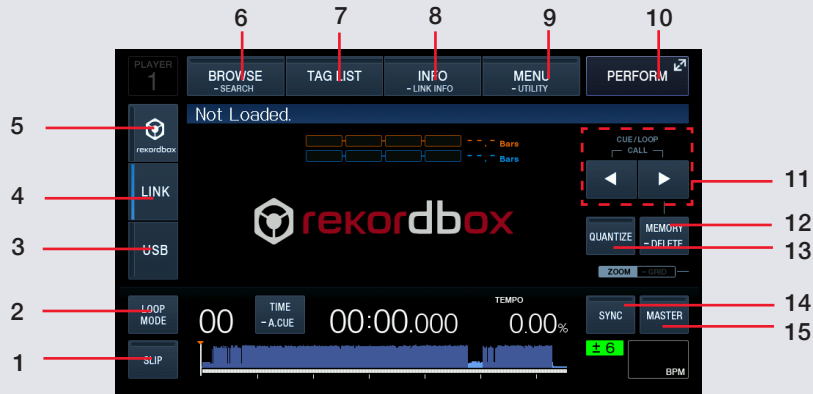 6 7 8 9 10
PLAYER
1
BROWSE
- SEARCH
TAG LIST
INFO
- LINK INFO
MENU
- UTILITY
PERFORM
5
rekordbox
Not Loaded.
- - . - Bars
- - . - Bars
CUE/LOOP
CALL
11
4
LINK
rekordbox
12
QUANTIZE
MEMORY
- DELETE
13
3
USB
ZOOM - GRID
2
LOOP
MODE
00
TIME
- A.CUE
00:00.000
TEMPO
0.00%
SYNC
MASTER
14
15
1
SLIP
± 6
BPM